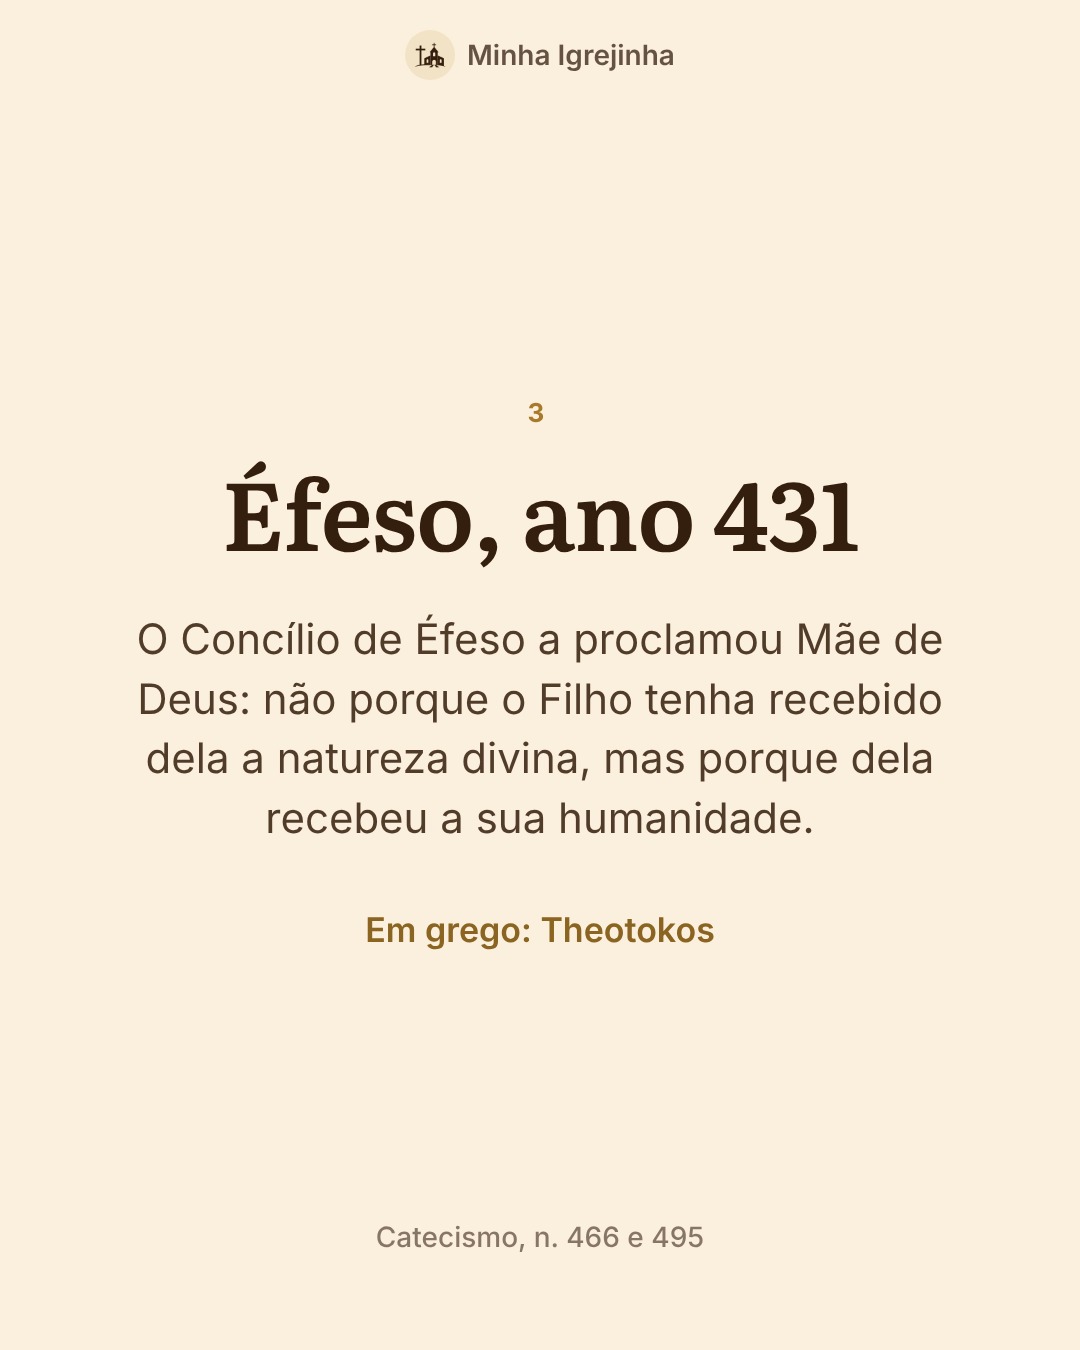 Minha Igrejinha
3
Éfeso, ano 431
O Concílio de Éfeso a proclamou Mãe de
Deus: não porque o Filho tenha recebido
dela a natureza divina, mas porque dela
recebeu a sua humanidade.
Em grego: Theotokos
Catecismo, n. 466 e 495